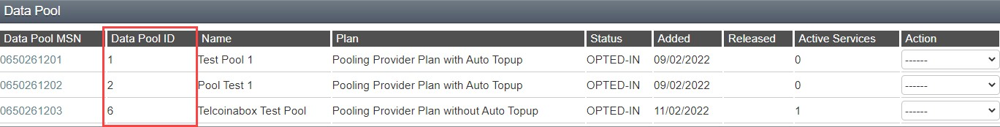 Data Pool
Data Pool MSN Data Pool ID Name Plan Status Added Released Active Services Action
0650261201 1 Test Pool 1 Pooling Provider Plan with Auto Topup OPTED-IN 09/02/2022 0 ------
0650261202 2 Pool Test 1 Pooling Provider Plan with Auto Topup OPTED-IN 09/02/2022 0 ------
0650261203 6 Telcoinabox Test Pool Pooling Provider Plan without Auto Topup OPTED-IN 11/02/2022 1 ------